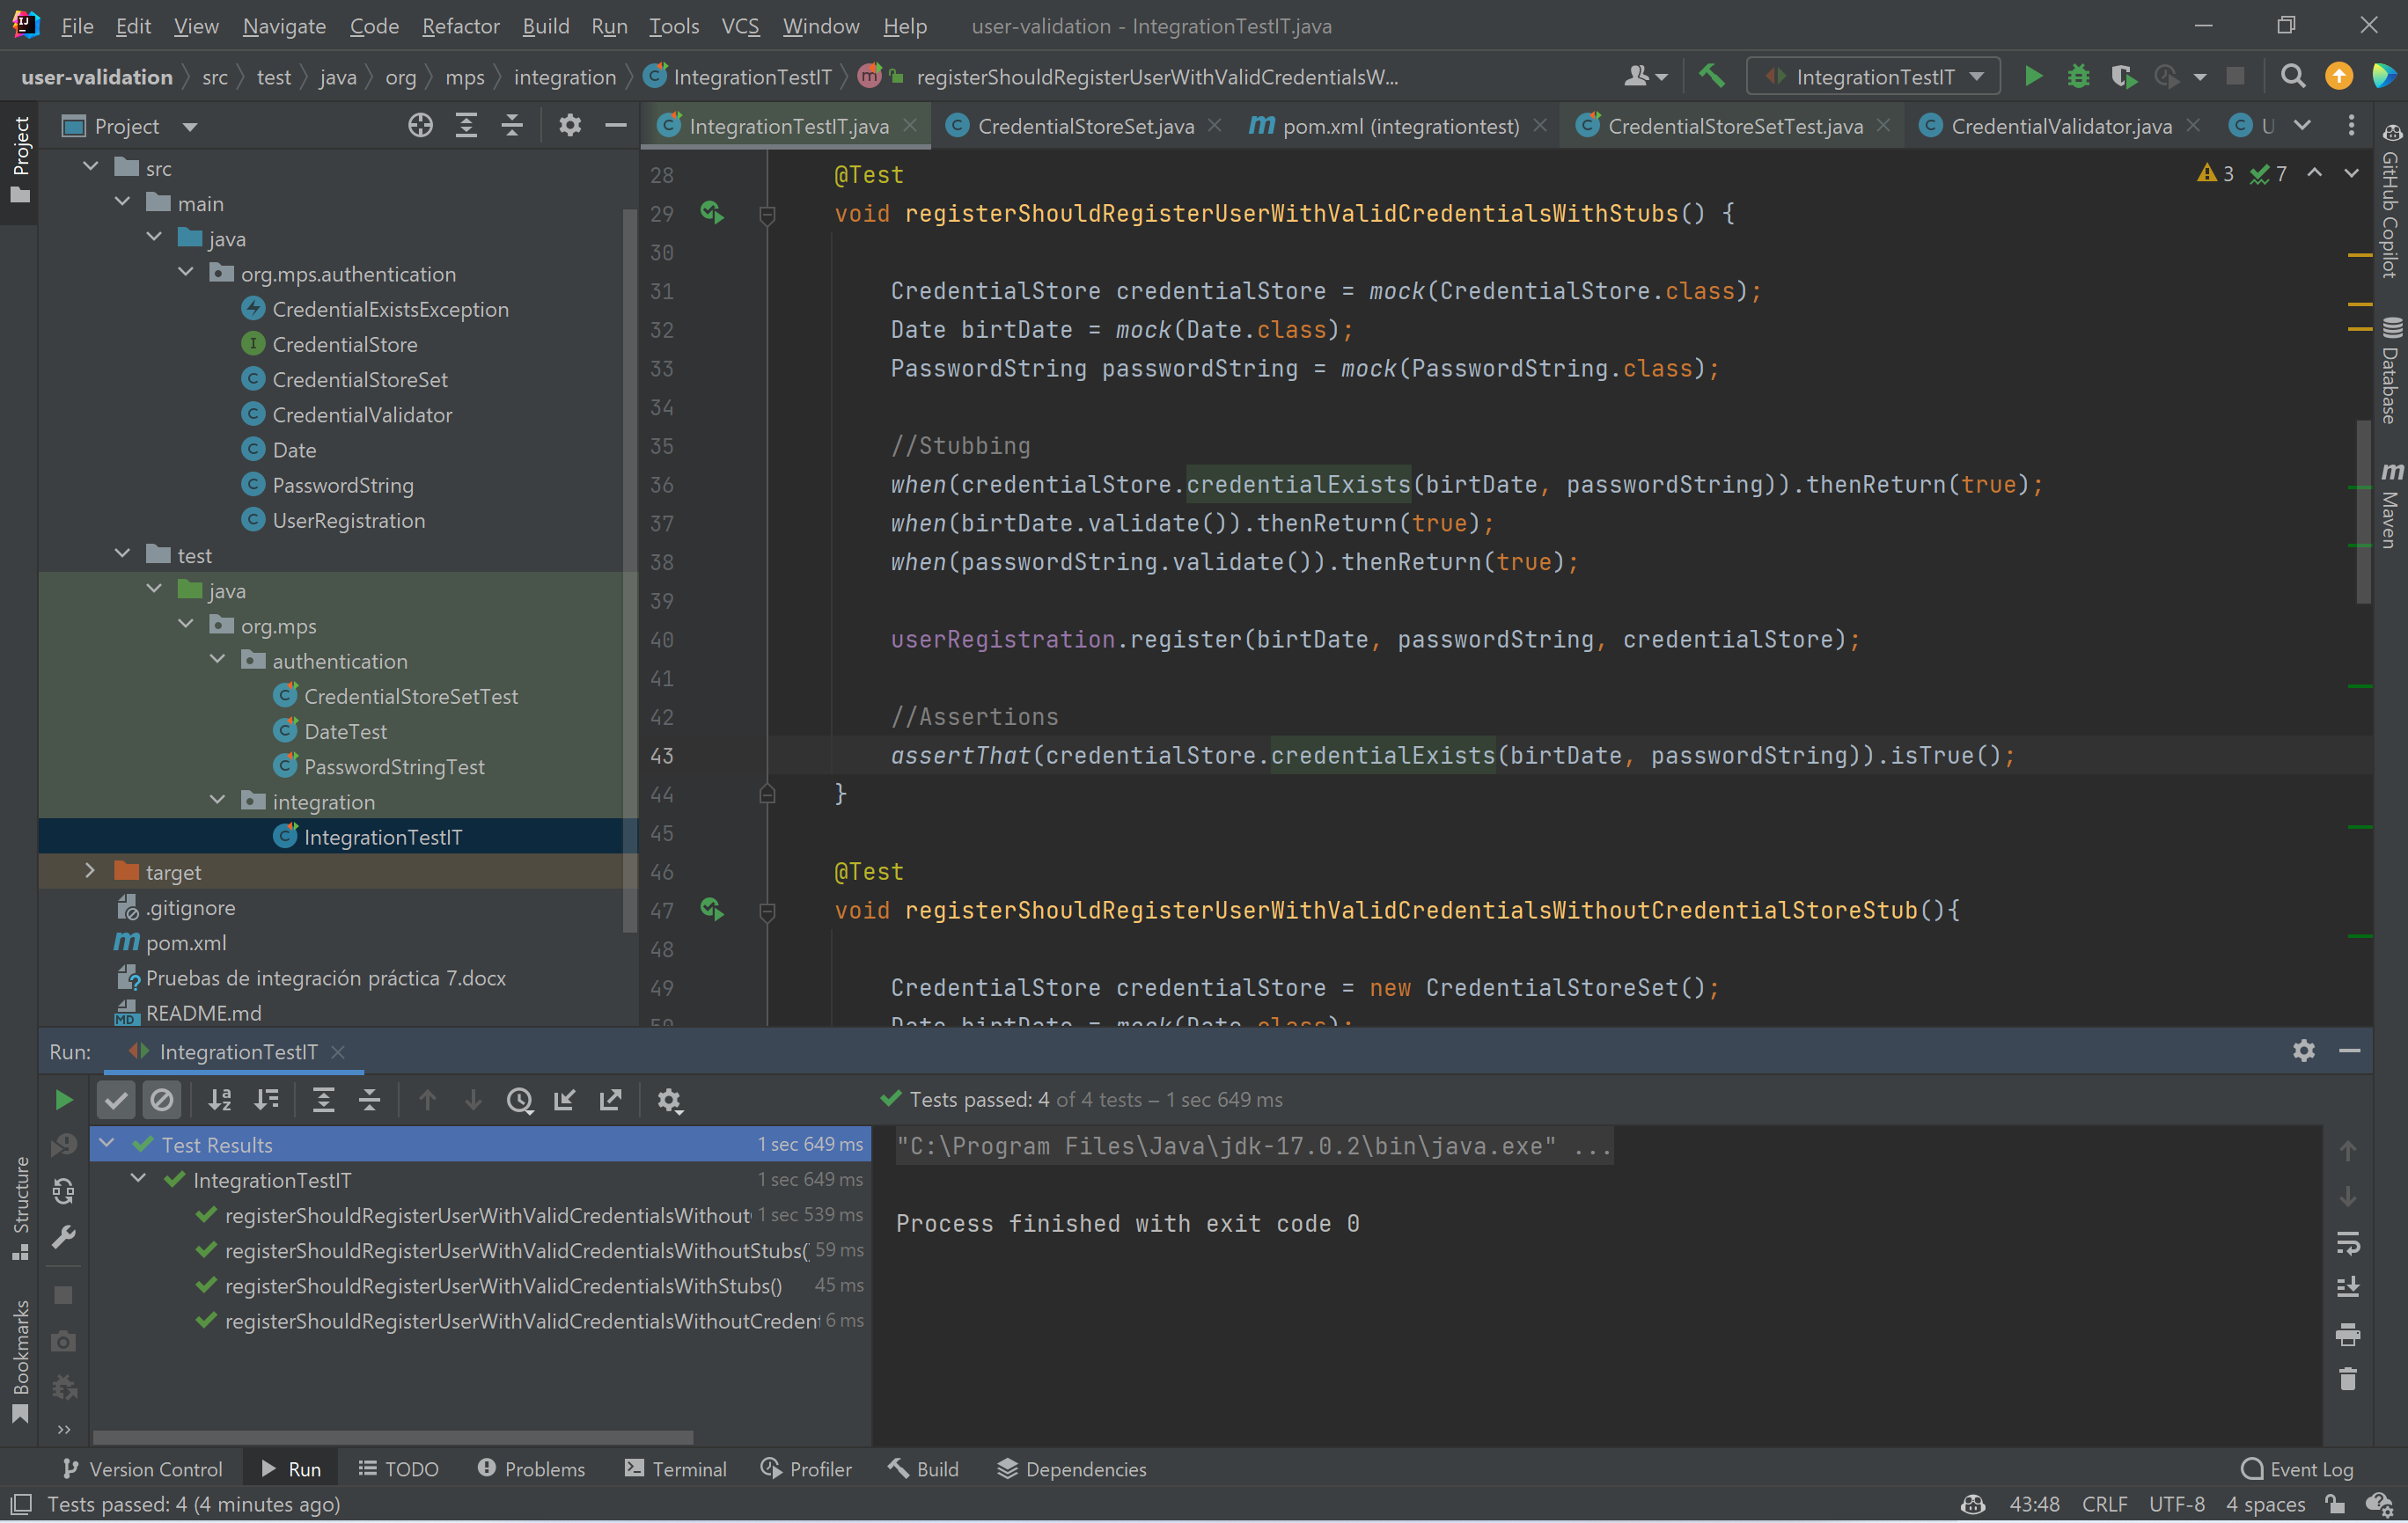 File Edit View Navigate Code Refactor Build Run Tools VCS Window Help user-validation - IntegrationTestIT.java
user-validation src test java org mps integration IntegrationTestIT registerShouldRegisterUserWithValidCredentialsW... IntegrationTestIT
Project
Project
IntegrationTestIT.java CredentialStoreSet.java pom.xml (integrationtest) CredentialStoreSetTest.java CredentialValidator.java U
src
main
java
org.mps.authentication
CredentialExistsException
CredentialStore
CredentialStoreSet
CredentialValidator
Date
PasswordString
UserRegistration
test
java
org.mps
authentication
CredentialStoreSetTest
DateTest
PasswordStringTest
integration
IntegrationTestIT
target
.gitignore
pom.xml
Pruebas de integración práctica 7.docx
README.md
3 7
28 @Test
29 void registerShouldRegisterUserWithValidCredentialsWithStubs() {
30
31 CredentialStore credentialStore = mock(CredentialStore.class);
32 Date birtDate = mock(Date.class);
33 PasswordString passwordString = mock(PasswordString.class);
34
35 //Stubbing
36 when(credentialStore.credentialExists(birtDate, passwordString)).thenReturn(true);
37 when(birtDate.validate()).thenReturn(true);
38 when(passwordString.validate()).thenReturn(true);
39
40 userRegistration.register(birtDate, passwordString, credentialStore);
41
42 //Assertions
43 assertThat(credentialStore.credentialExists(birtDate, passwordString)).isTrue();
44 }
45
46 @Test
47 void registerShouldRegisterUserWithValidCredentialsWithoutCredentialStoreStub(){
48
49 CredentialStore credentialStore = new CredentialStoreSet();
50 Date birtDate = mock(Date.class);
GitHub Copilot
Database
Maven
Run: IntegrationTestIT
Tests passed: 4 of 4 tests – 1 sec 649 ms
Test Results 1 sec 649 ms
IntegrationTestIT 1 sec 649 ms
registerShouldRegisterUserWithValidCredentialsWithout 1 sec 539 ms
registerShouldRegisterUserWithValidCredentialsWithoutStubs( 59 ms
registerShouldRegisterUserWithValidCredentialsWithStubs() 45 ms
registerShouldRegisterUserWithValidCredentialsWithoutCreden 6 ms
"C:\Program Files\Java\jdk-17.0.2\bin\java.exe" ...
Process finished with exit code 0
Structure
Bookmarks
Version Control Run TODO Problems Terminal Profiler Build Dependencies Event Log
Tests passed: 4 (4 minutes ago) 43:48 CRLF UTF-8 4 spaces